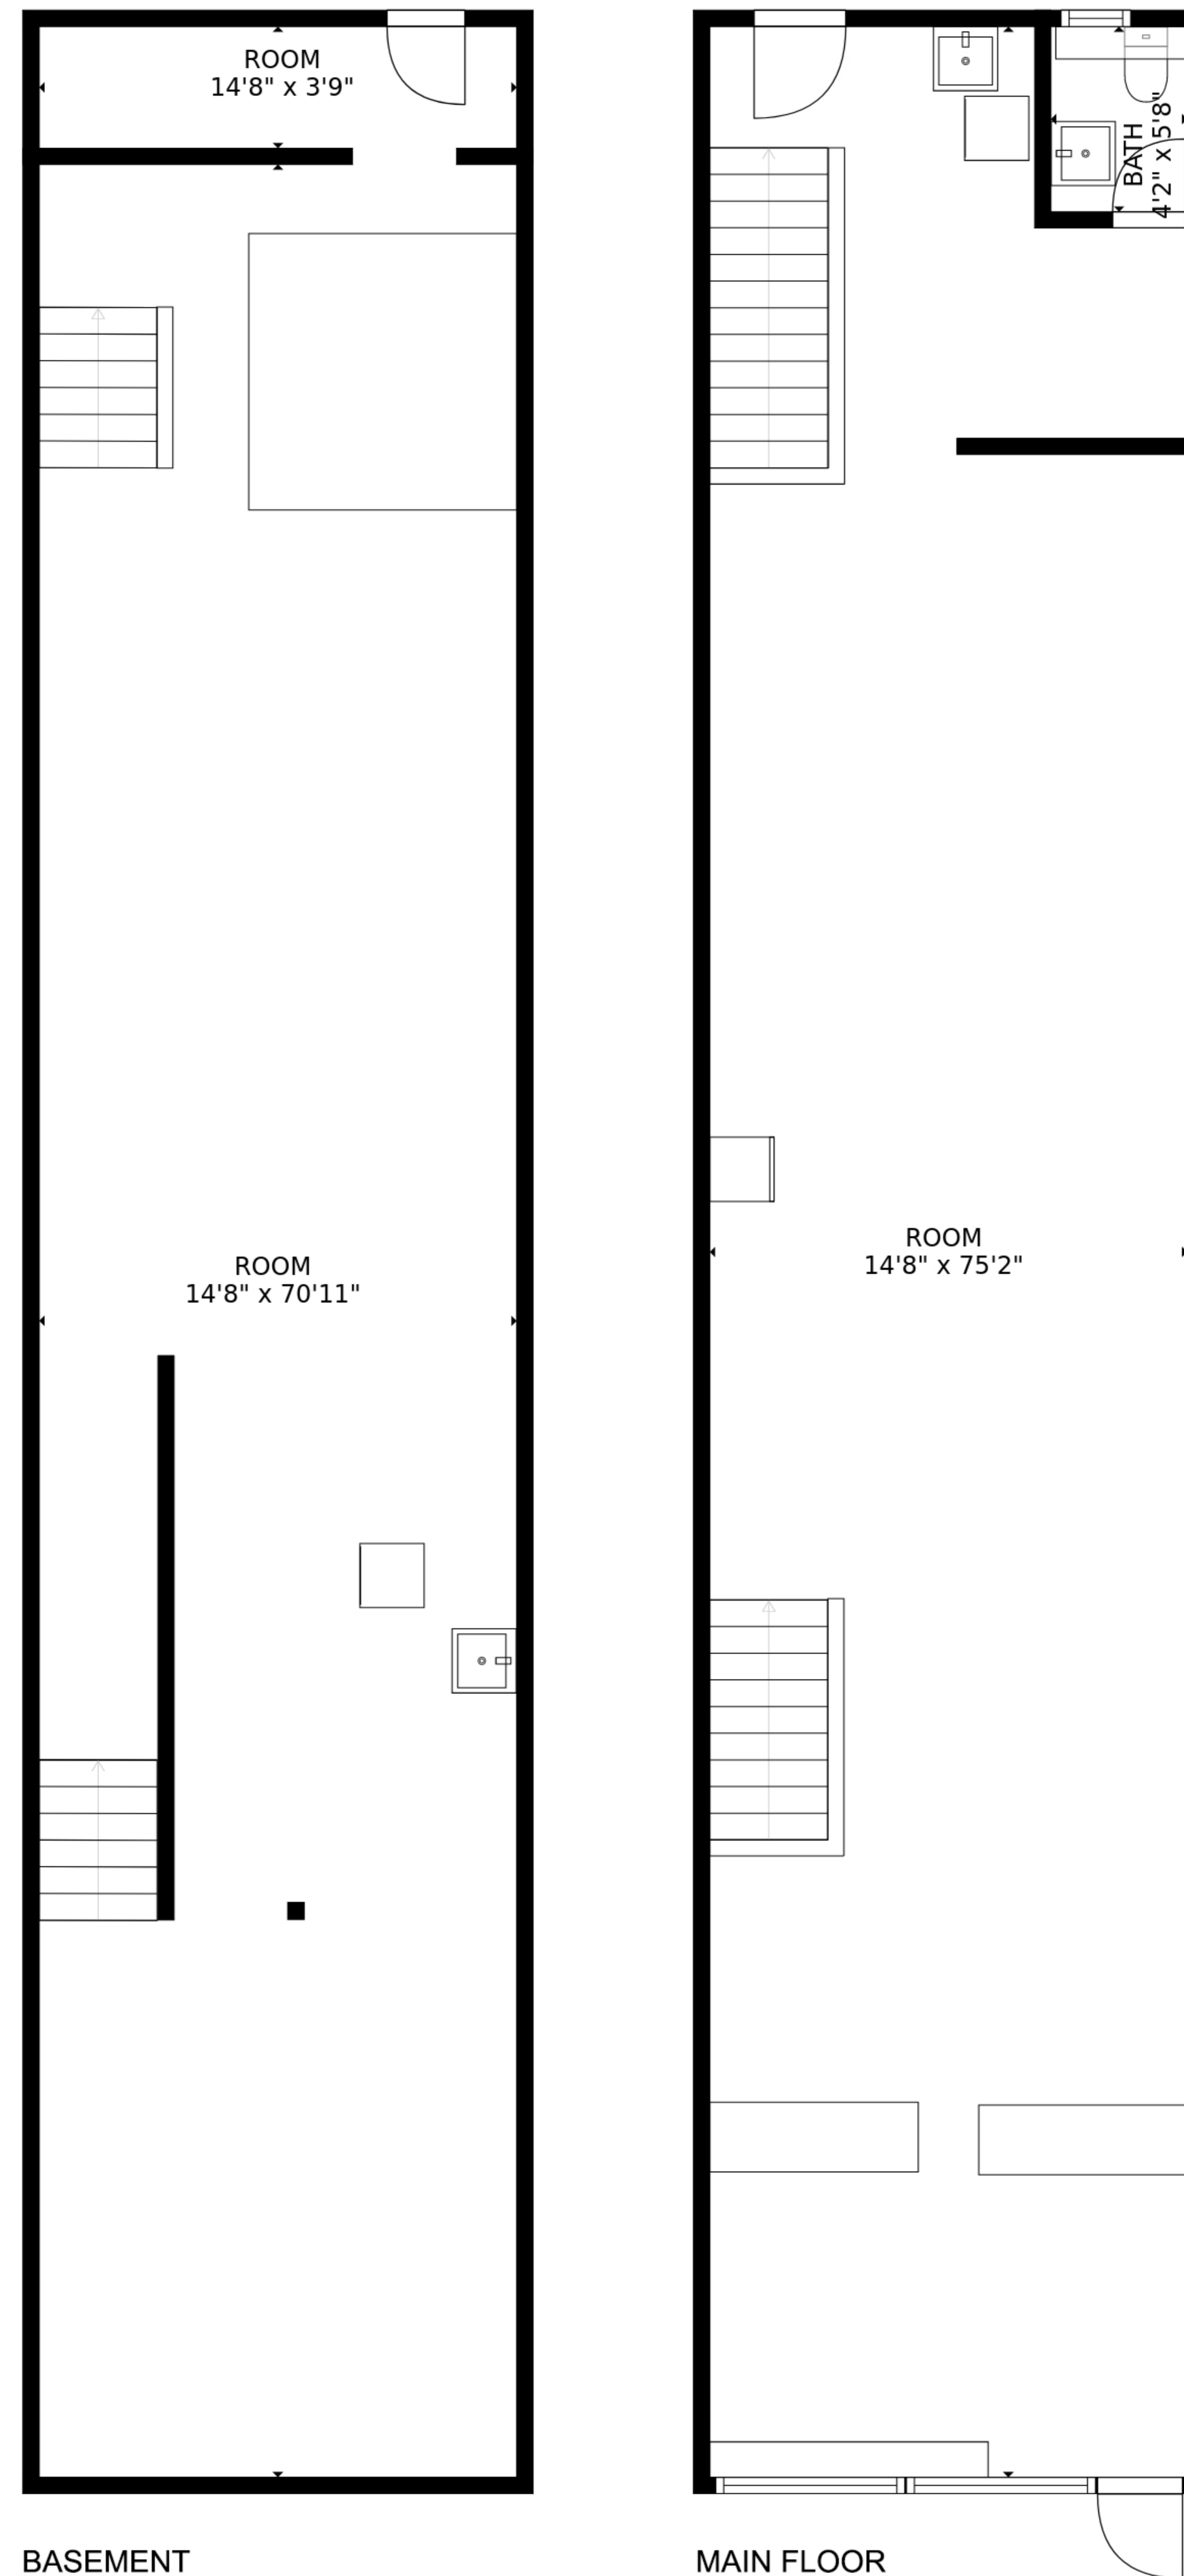 ROOM
14'8" x 3'9"
ROOM
14'8" x 70'11"
BASEMENT
BATH
4'2" x 5'8"
ROOM
14'8" x 75'2"
MAIN FLOOR